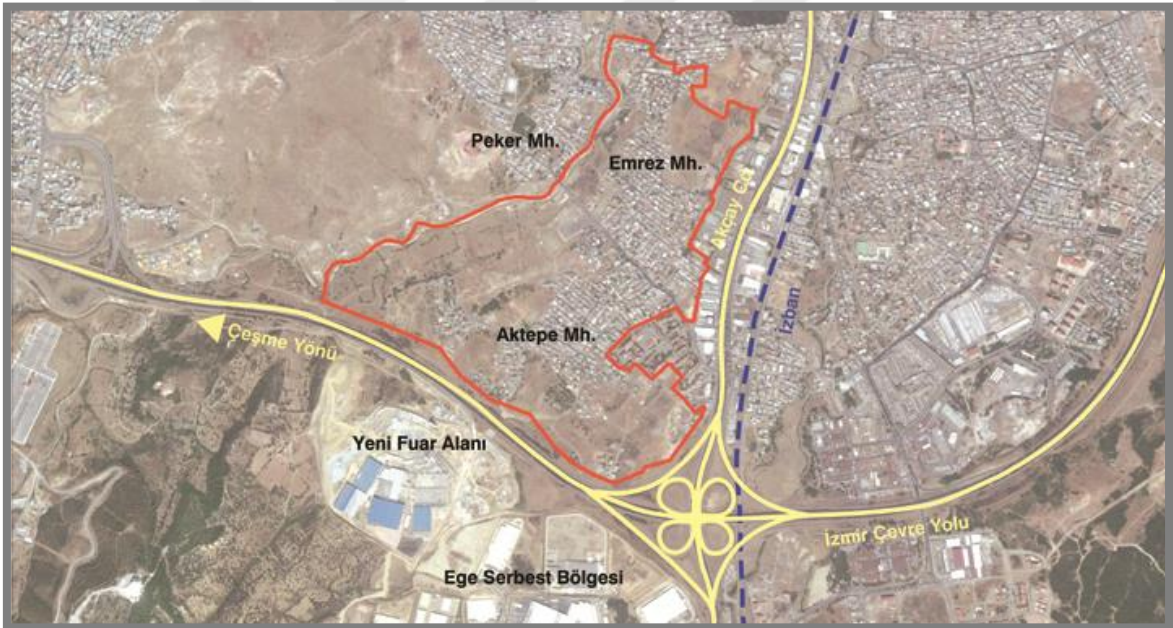 Peker Mh.
Emrez Mh.
Akçay Cd.
İzban
Aktepe Mh.
Çeşme Yönü
Yeni Fuar Alanı
İzmir Çevre Yolu
Ege Serbest Bölgesi